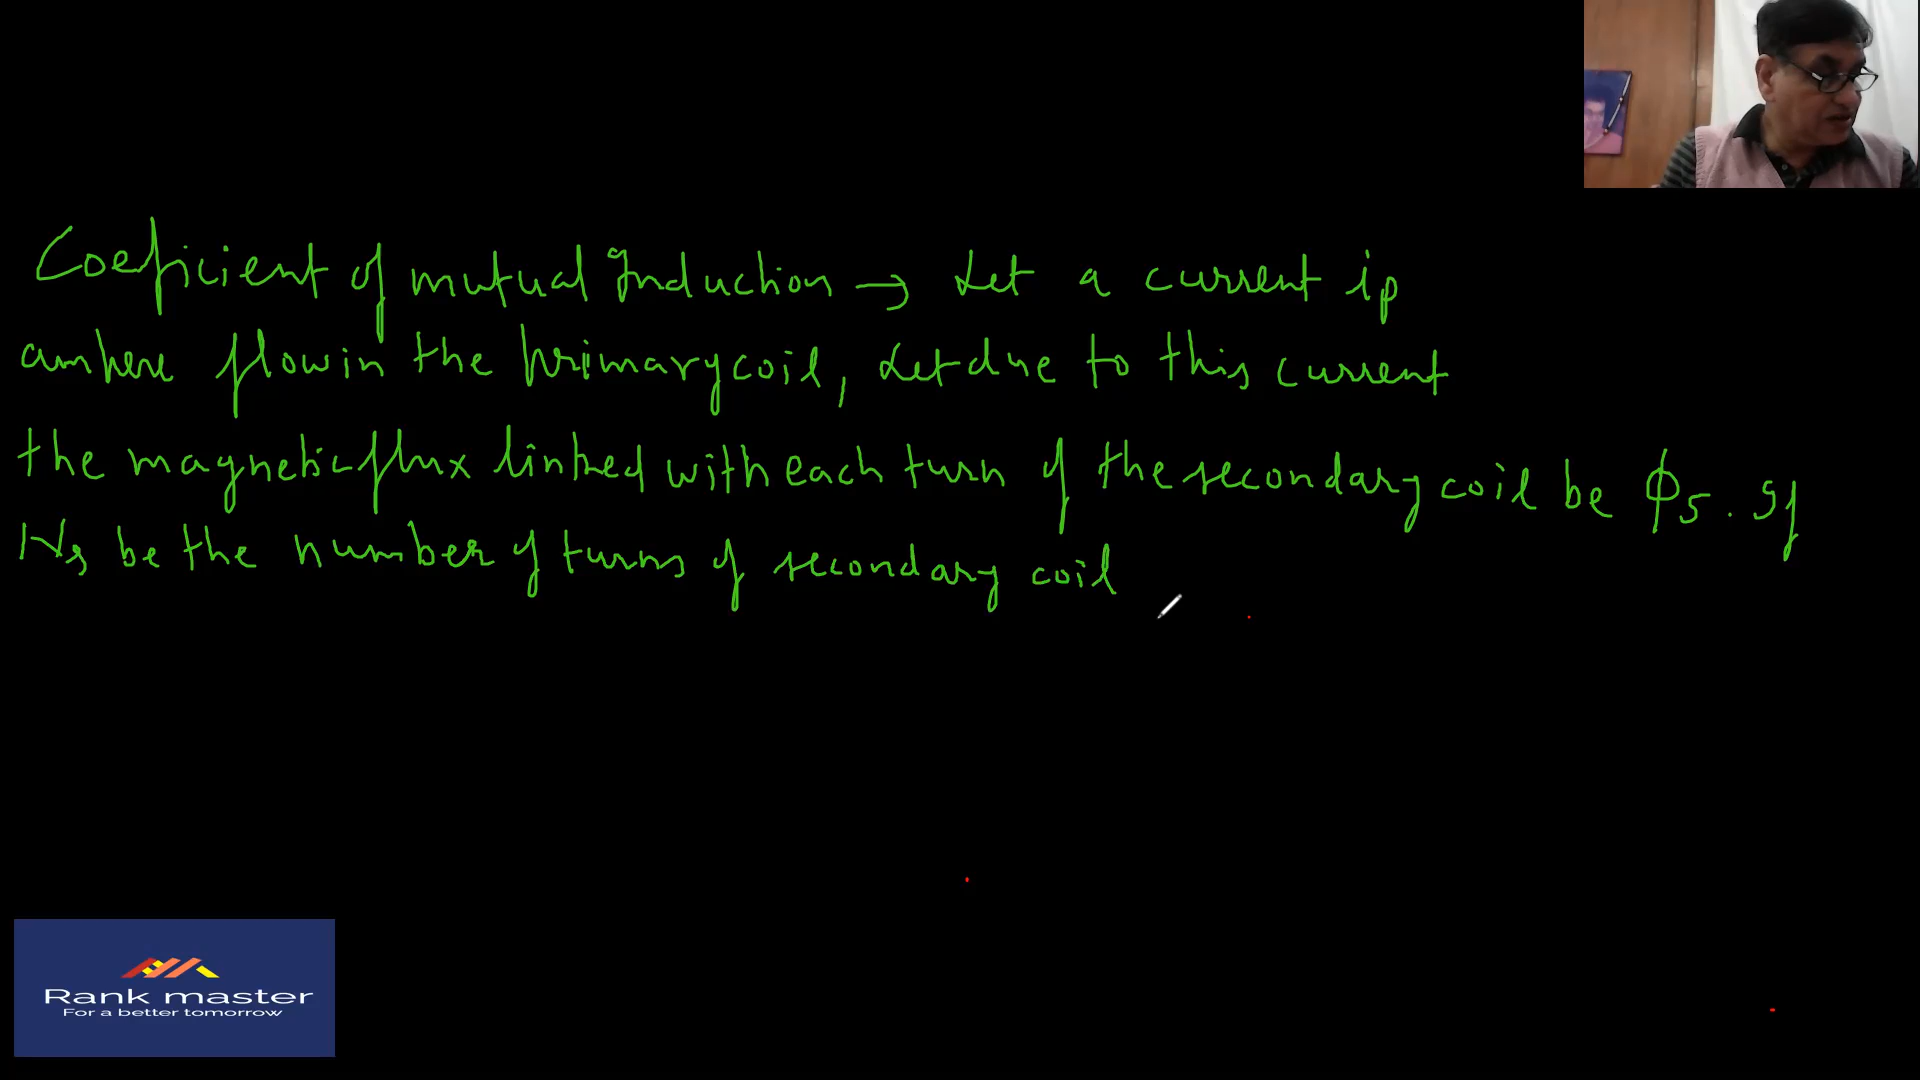 Coeficient of mutual Induction → Let a current ip
ampere flow in the primary coil, Let due to this current
the magnetic flux linked with each turn of the secondary coil be ϕs. If
Ns be the number of turns of secondary coil
Rank master
For a better tomorrow